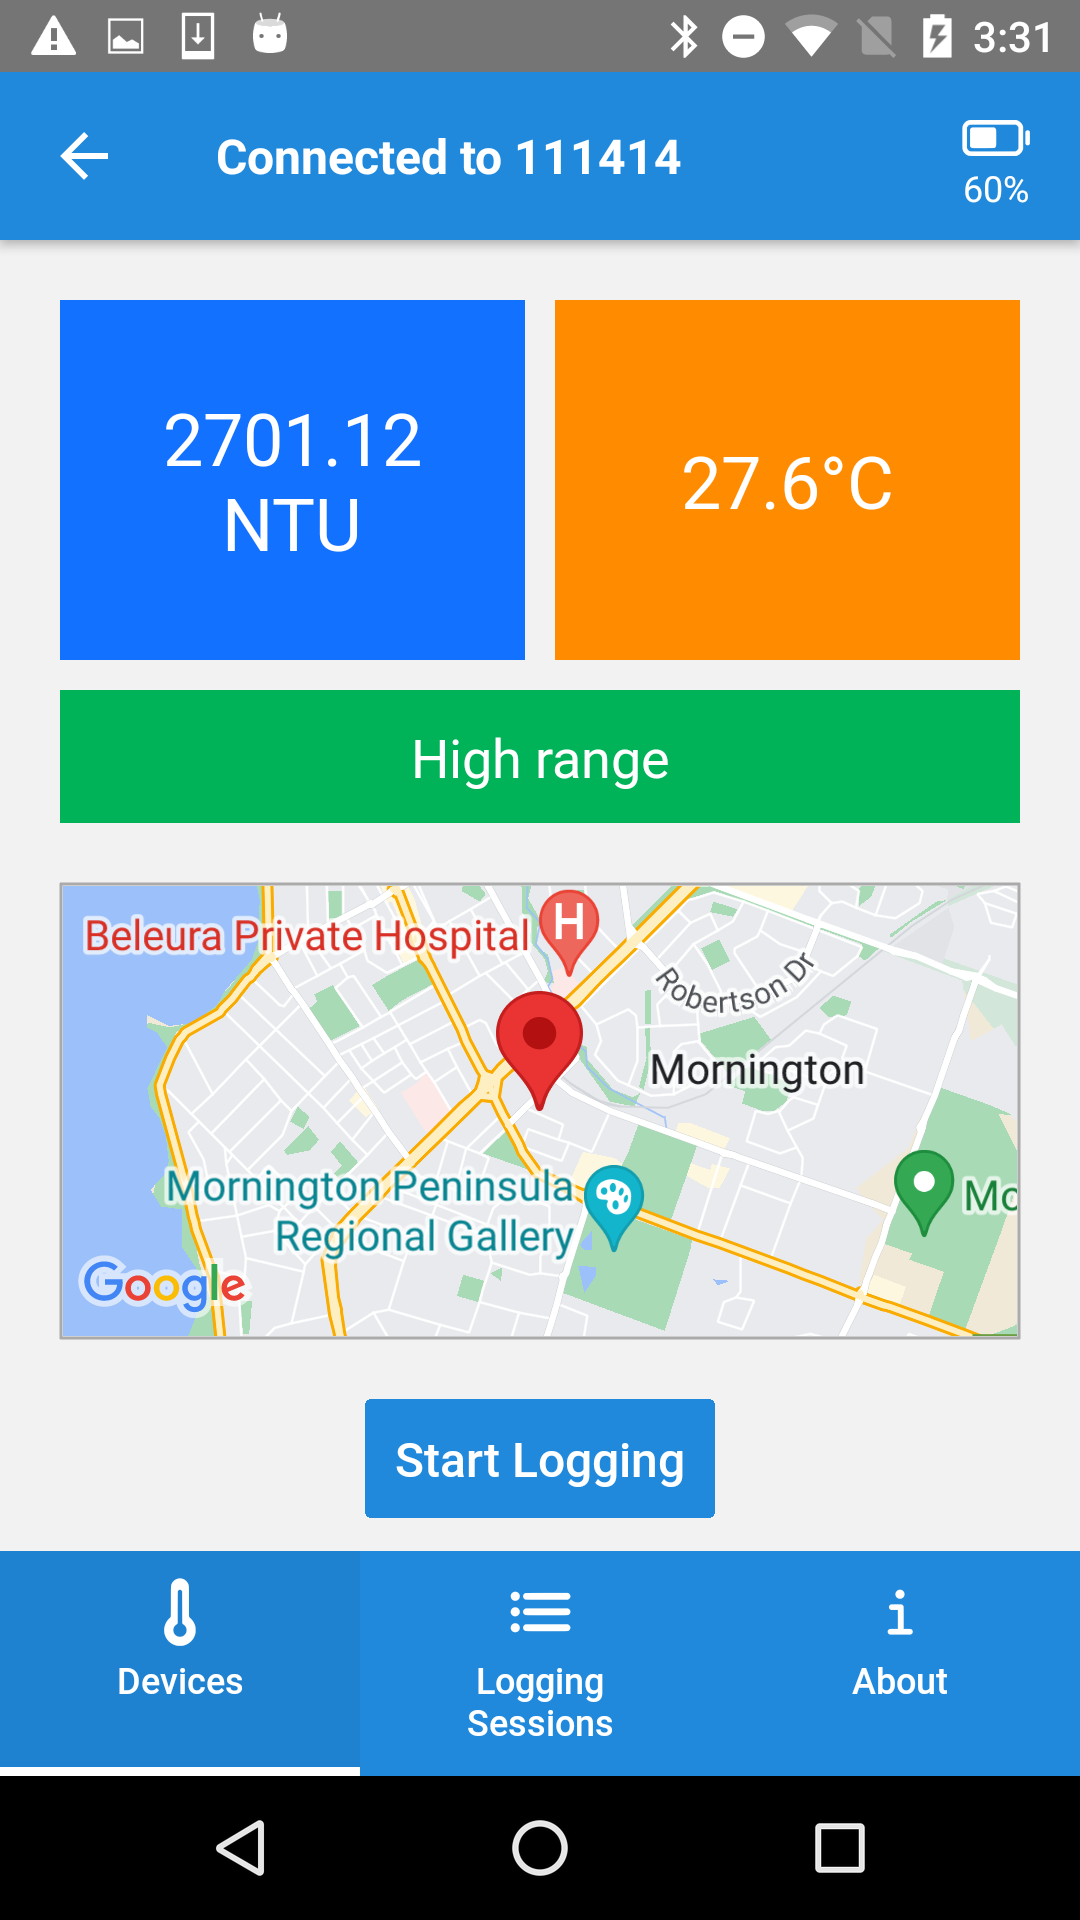 3:31
Connected to 111414
60%
2701.12
NTU
27.6°C
High range
Beleura Private Hospital
H
Robertson Dr
Mornington
Mornington Peninsula
Regional Gallery
Mo
Google
Start Logging
Devices
Logging
Sessions
About